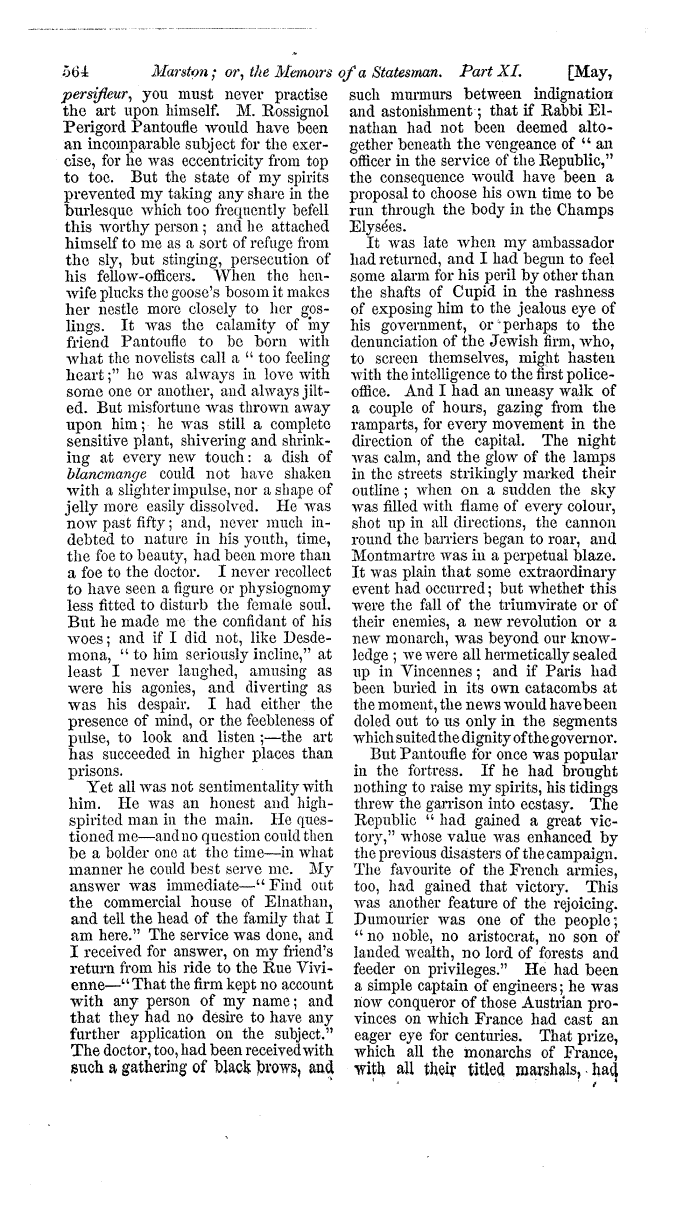 564 Marston; or, the Memoirs of a Statesman. Part XI. [May,
persifleur, you must never practise
the art upon himself. M. Rossignol
Perigord Pantoufle would have been
an incomparable subject for the exer-
cise, for he was eccentricity from top
to toe. But the state of my spirits
prevented my taking any share in the
burlesque which too frequently befell
this worthy person; and he attached
himself to me as a sort of refuge from
the sly, but stinging, persecution of
his fellow-officers. When the hen-
wife plucks the goose's bosom it makes
her nestle more closely to her gos-
lings. It was the calamity of my
friend Pantoufle to be born with
what the novelists call a "too feeling
heart;" he was always in love with
some one or another, and always jilt-
ed. But misfortune was thrown away
upon him; he was still a complete
sensitive plant, shivering and shrink-
ing at every new touch: a dish of
blancmange could not have shaken
with a slighter impulse, nor a shape of
jelly more easily dissolved. He was
now past fifty; and, never much in-
debted to nature in his youth, time,
the foe to beauty, had been more than
a foe to the doctor. I never recollect
to have seen a figure or physiognomy
less fitted to disturb the female soul.
But he made me the confidant of his
woes; and if I did not, like Desde-
mona, "to him seriously incline," at
least I never laughed, amusing as
were his agonies, and diverting as
was his despair. I had either the
presence of mind, or the feebleness of
pulse, to look and listen;—the art
has succeeded in higher places than
prisons.
Yet all was not sentimentality with
him. He was an honest and high-
spirited man in the main. He ques-
tioned me—and no question could then
be a bolder one at the time—in what
manner he could best serve me. My
answer was immediate—"Find out
the commercial house of Elnathan,
and tell the head of the family that I
am here." The service was done, and
I received for answer, on my friend's
return from his ride to the Rue Vivi-
enne—"That the firm kept no account
with any person of my name; and
that they had no desire to have any
further application on the subject."
The doctor, too, had been received with
such a gathering of black brows, and
such murmurs between indignation
and astonishment; that if Rabbi El-
nathan had not been deemed alto-
gether beneath the vengeance of "an
officer in the service of the Republic,"
the consequence would have been a
proposal to choose his own time to be
run through the body in the Champs
Elysées.
It was late when my ambassador
had returned, and I had begun to feel
some alarm for his peril by other than
the shafts of Cupid in the rashness
of exposing him to the jealous eye of
his government, or perhaps to the
denunciation of the Jewish firm, who,
to screen themselves, might hasten
with the intelligence to the first police-
office. And I had an uneasy walk of
a couple of hours, gazing from the
ramparts, for every movement in the
direction of the capital. The night
was calm, and the glow of the lamps
in the streets strikingly marked their
outline; when on a sudden the sky
was filled with flame of every colour,
shot up in all directions, the cannon
round the barriers began to roar, and
Montmartre was in a perpetual blaze.
It was plain that some extraordinary
event had occurred; but whether this
were the fall of the triumvirate or of
their enemies, a new revolution or a
new monarch, was beyond our know-
ledge; we were all hermetically sealed
up in Vincennes; and if Paris had
been buried in its own catacombs at
the moment, the news would have been
doled out to us only in the segments
which suited the dignity of the governor.
But Pantoufle for once was popular
in the fortress. If he had brought
nothing to raise my spirits, his tidings
threw the garrison into ecstasy. The
Republic "had gained a great vic-
tory," whose value was enhanced by
the previous disasters of the campaign.
The favourite of the French armies,
too, had gained that victory. This
was another feature of the rejoicing.
Dumourier was one of the people;
"no noble, no aristocrat, no son of
landed wealth, no lord of forests and
feeder on privileges." He had been
a simple captain of engineers; he was
now conqueror of those Austrian pro-
vinces on which France had cast an
eager eye for centuries. That prize,
which all the monarchs of France,
with all their titled marshals, had